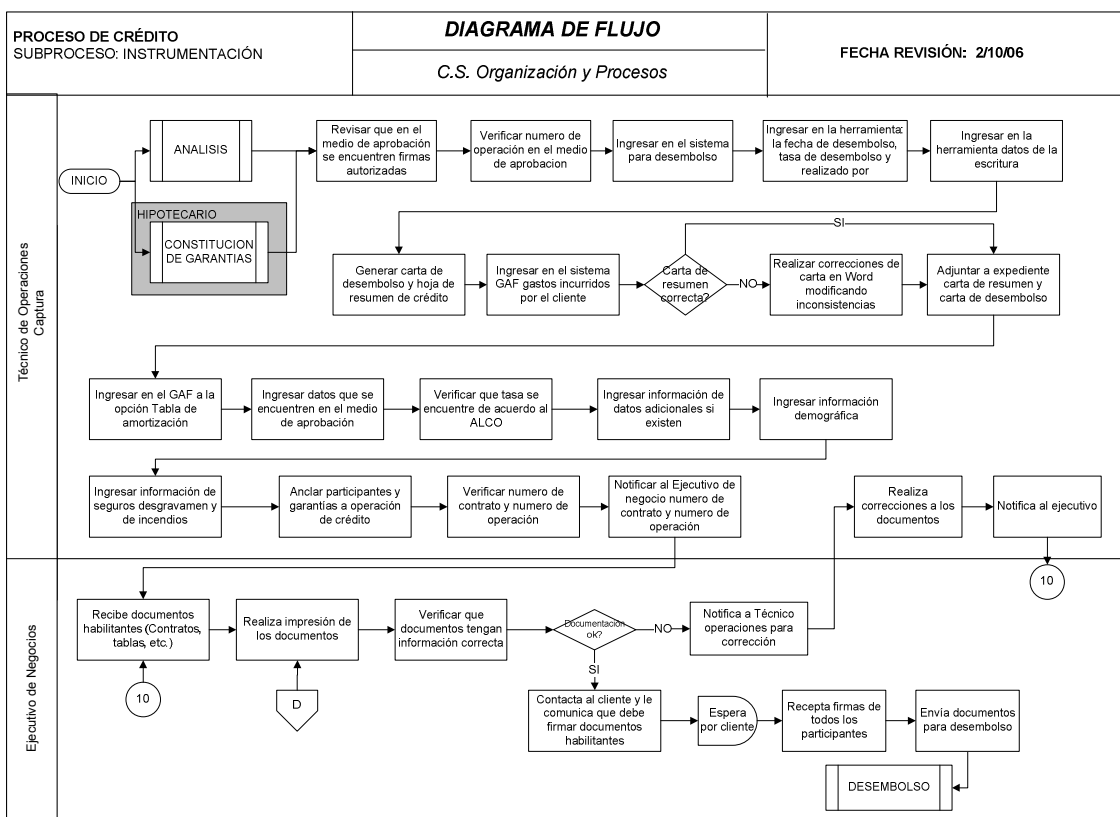 PROCESO DE CRÉDITO
SUBPROCESO: INSTRUMENTACIÓN
DIAGRAMA DE FLUJO
C.S. Organización y Procesos
FECHA REVISIÓN: 2/10/06
Técnico de Operaciones
Captura
INICIO
ANALISIS
HIPOTECARIO
CONSTITUCION
DE GARANTIAS
Revisar que en el
medio de aprobación
se encuentren firmas
autorizadas
Verificar numero de
operación en el medio
de aprobacion
Ingresar en el sistema
para desembolso
Ingresar en la herramienta:
la fecha de desembolso,
tasa de desembolso y
realizado por
Ingresar en la
herramienta datos de la
escritura
Generar carta de
desembolso y hoja de
resumen de crédito
Ingresar en el sistema
GAF gastos incurridos
por el cliente
Carta de
resumen
correcta?
SI
NO
Realizar correcciones de
carta en Word
modificando
inconsistencias
Adjuntar a expediente
carta de resumen y
carta de desembolso
Ingresar en el GAF a la
opción Tabla de
amortización
Ingresar datos que se
encuentren en el medio
de aprobación
Verificar que tasa se
encuentre de acuerdo al
ALCO
Ingresar información de
datos adicionales si
existen
Ingresar información
demográfica
Ingresar información de
seguros desgravamen y
de incendios
Anclar participantes y
garantías a operación
de crédito
Verificar numero de
contrato y numero de
operación
Notificar al Ejecutivo de
negocio numero de
contrato y numero de
operación
Realiza
correcciones a los
documentos
Notifica al ejecutivo
10
Ejecutivo de Negocios
Recibe documentos
habilitantes (Contratos,
tablas, etc.)
10
Realiza impresión de
los documentos
D
Verificar que
documentos tengan
información correcta
Documentación
ok?
NO
SI
Notifica a Técnico
operaciones para
corrección
Contacta al cliente y le
comunica que debe
firmar documentos
habilitantes
Espera
por cliente
Recepta firmas de
todos los
participantes
Envía documentos
para desembolso
DESEMBOLSO